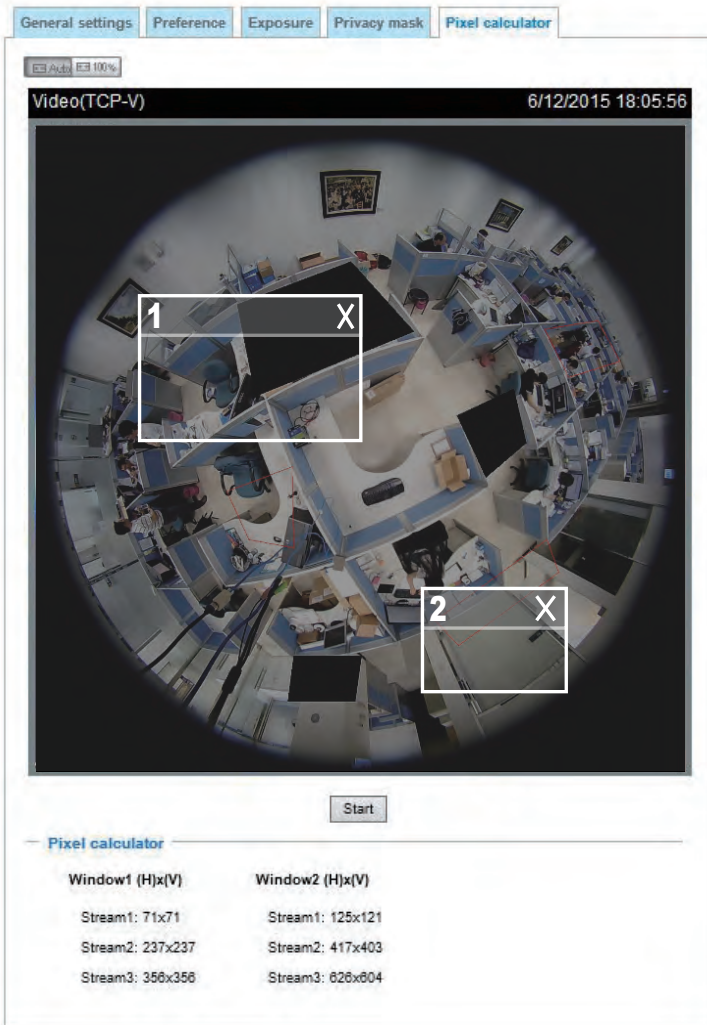 General settings Preference Exposure Privacy mask Pixel calculator
Auto 100%
Video(TCP-V) 6/12/2015 18:05:56
1 X
2 X
Start
Pixel calculator
Window1 (H)x(V) Window2 (H)x(V)
Stream1: 71x71 Stream1: 125x121
Stream2: 237x237 Stream2: 417x403
Stream3: 356x356 Stream3: 626x604